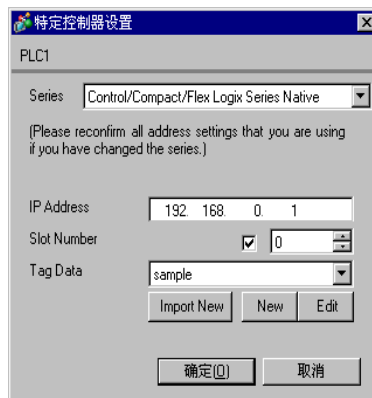 特定控制器设置
PLC1
Series Control/Compact/Flex Logix Series Native
(Please reconfirm all address settings that you are using
if you have changed the series.)
IP Address 192. 168. 0. 1
Slot Number 0
Tag Data sample
Import New New Edit
确定(O) 取消